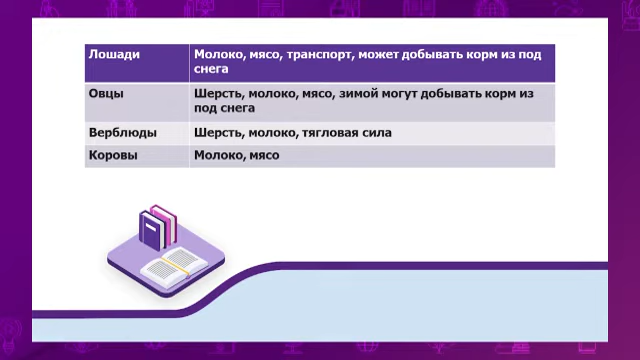 Лошади
Молоко, мясо, транспорт, может добывать корм из под
снега
Овцы
Шерсть, молоко, мясо, зимой могут добывать корм из
под снега
Верблюды
Шерсть, молоко, тягловая сила
Коровы
Молоко, мясо